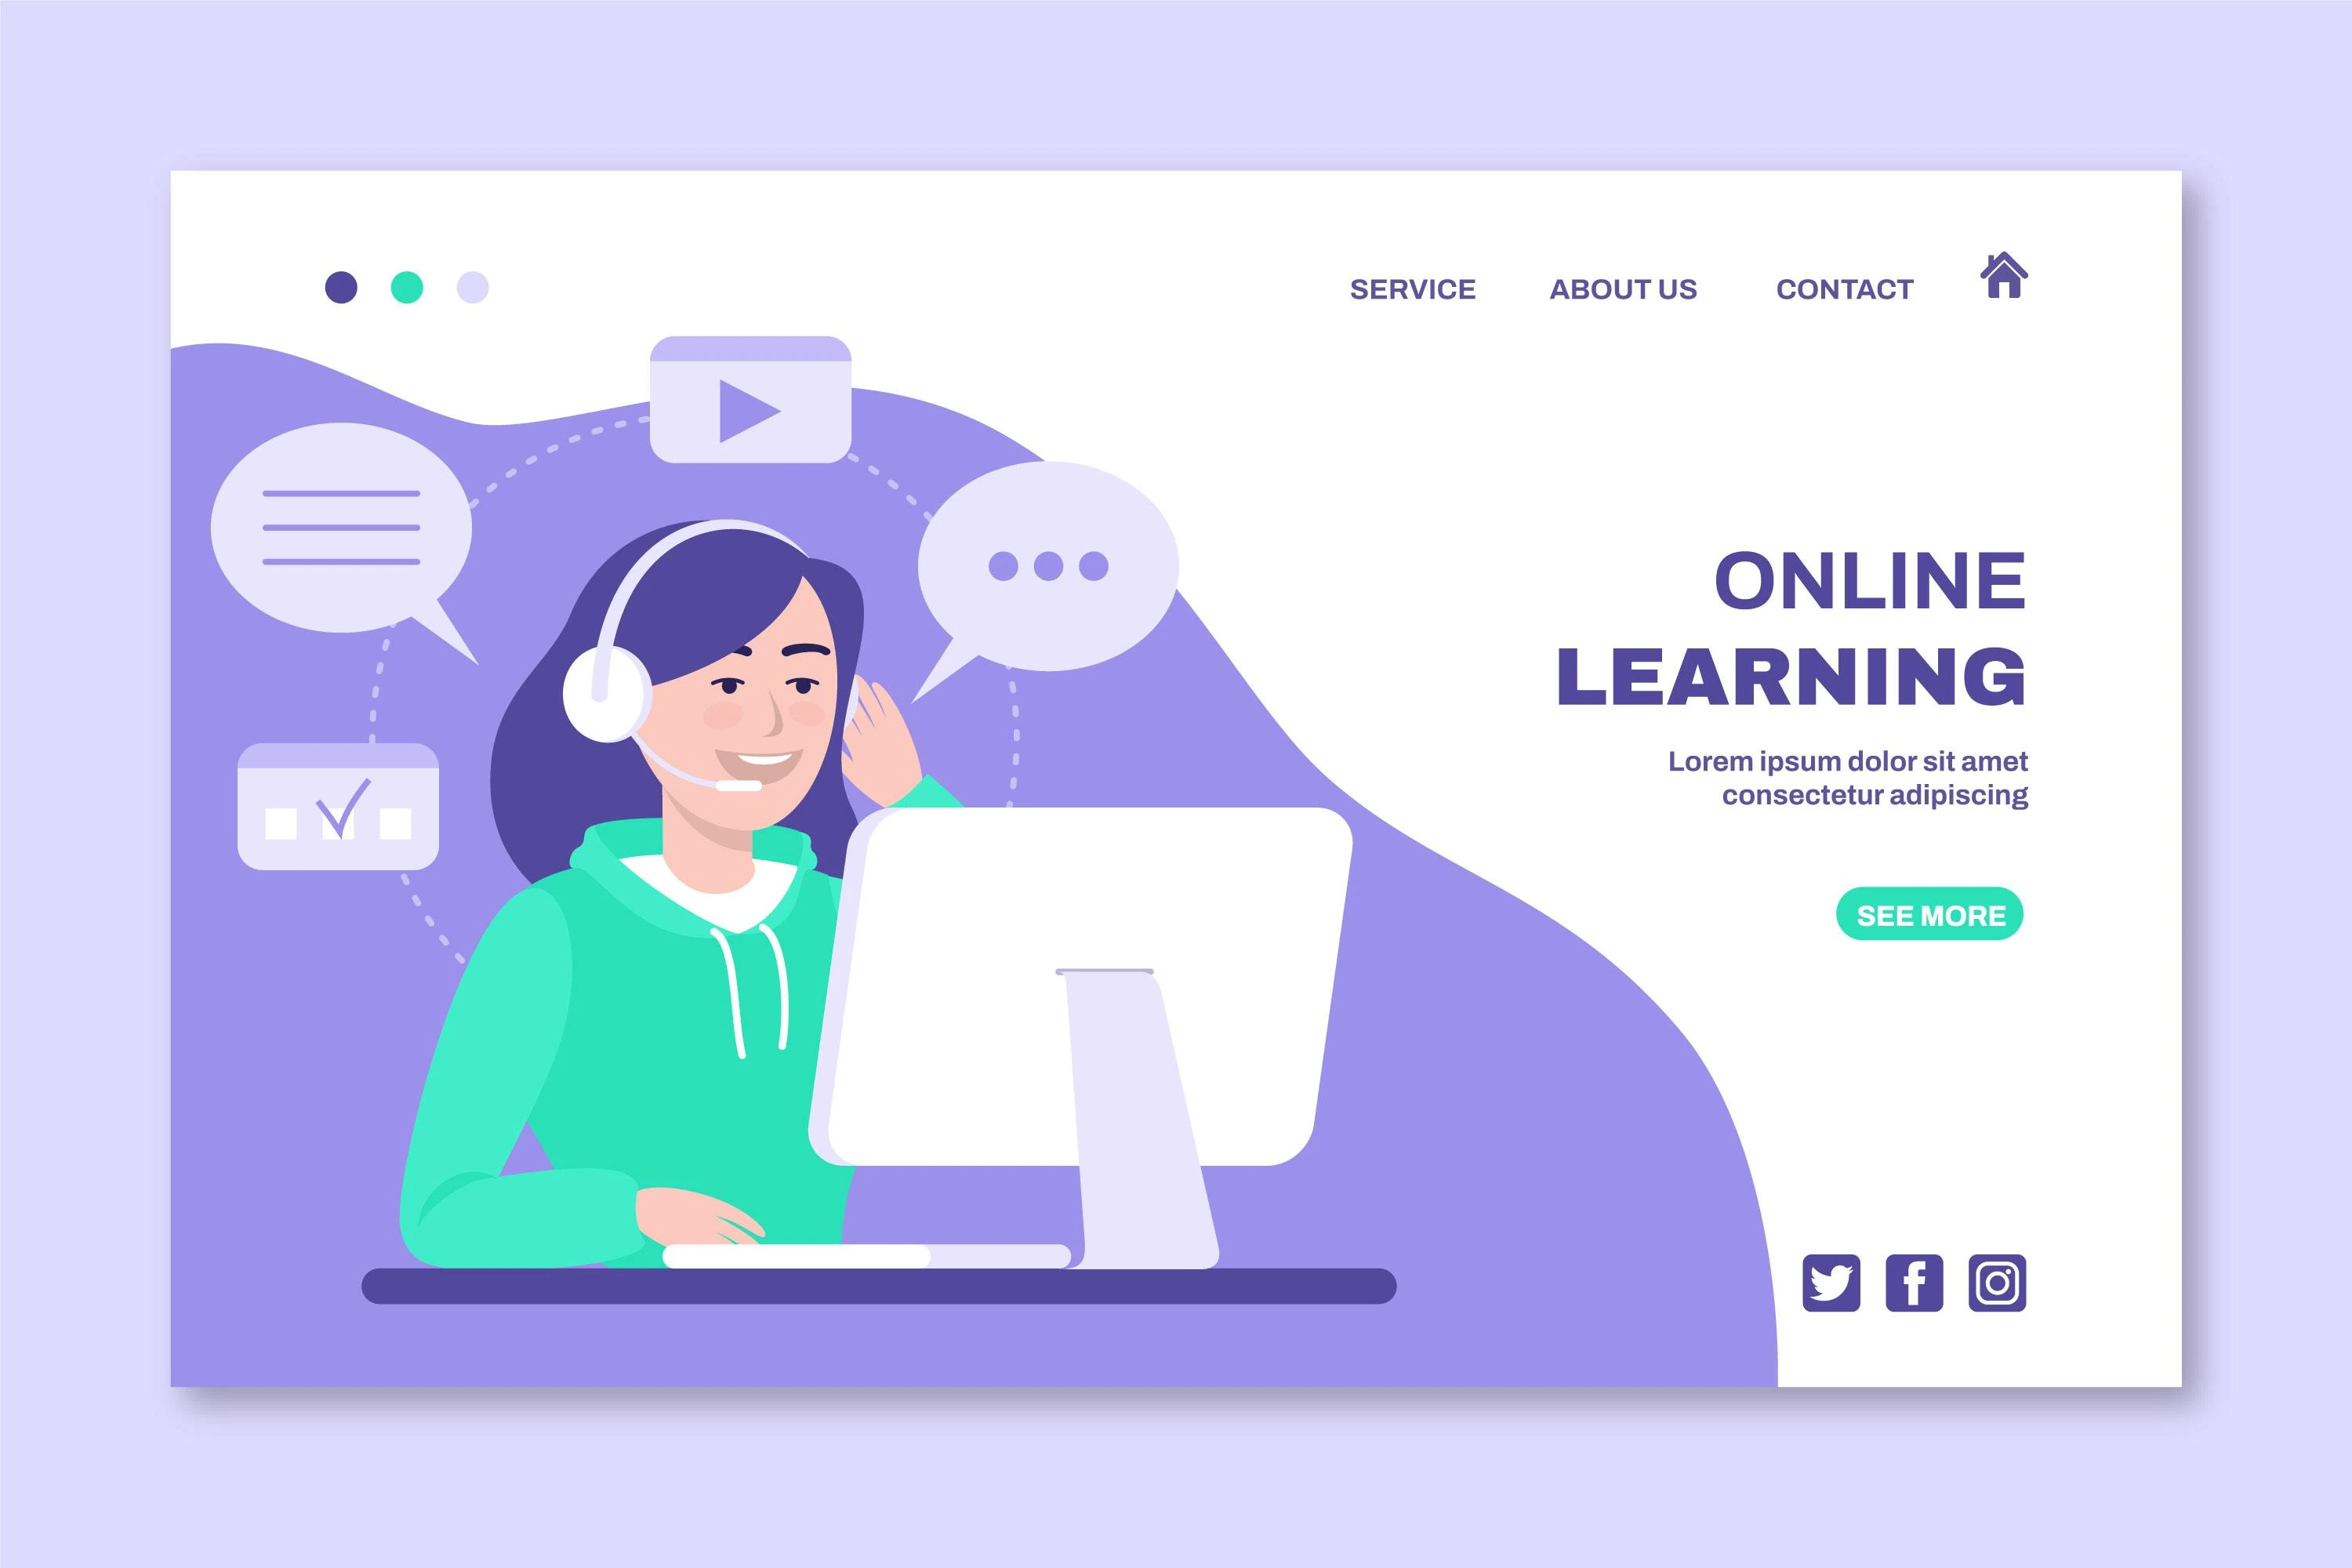 SERVICE ABOUT US CONTACT
ONLINE
LEARNING
Lorem ipsum dolor sit amet
consectetur adipiscing
SEE MORE